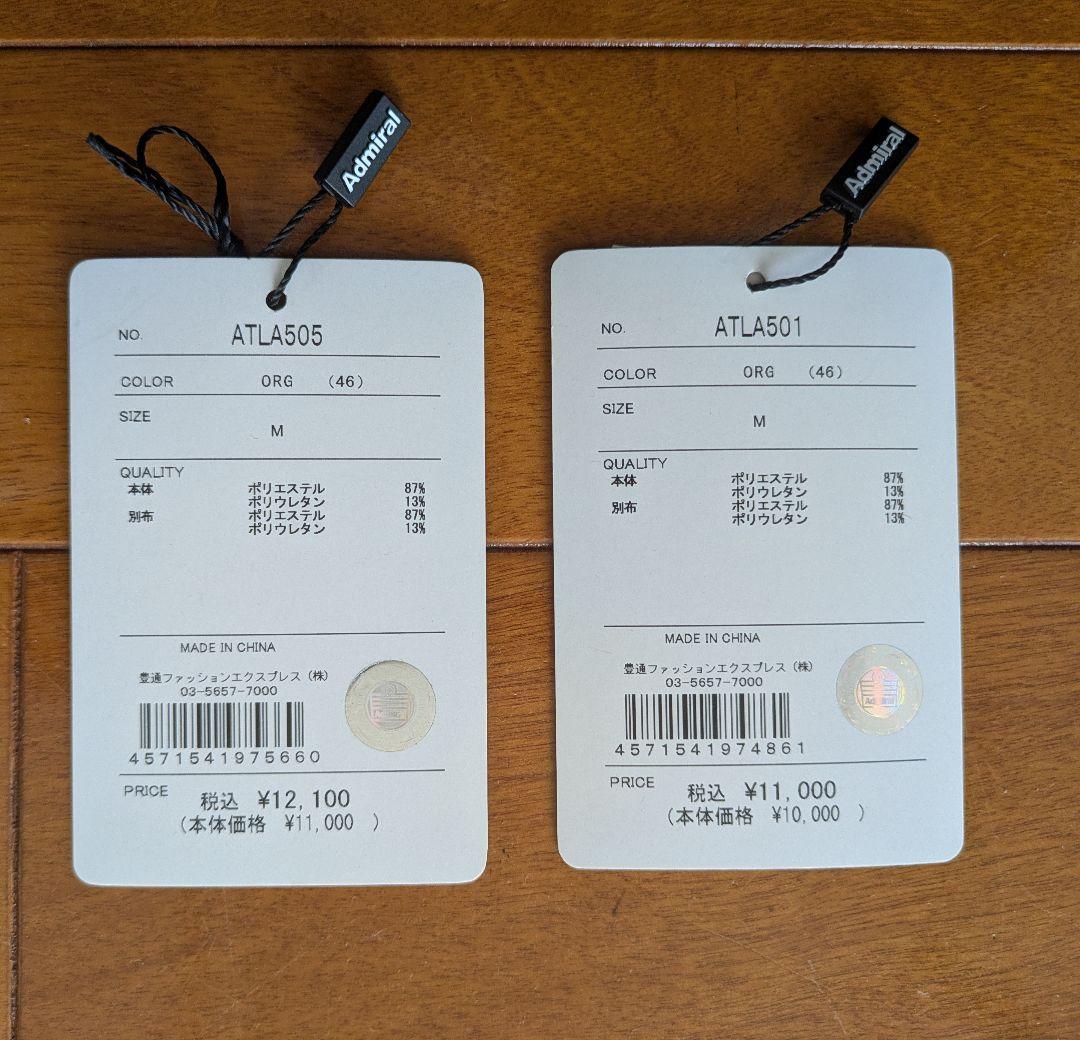 Admiral
NO. ATLA505
COLOR ORG (46)
SIZE
M
QUALITY
本体 ポリエステル 87%
ポリウレタン 13%
別布 ポリエステル 87%
ポリウレタン 13%
MADE IN CHINA
豊通ファッションエクスプレス(株)
03-5657-7000
4571541975660
PRICE 税込 ¥12,100
(本体価格 ¥11,000 )
Admiral
NO. ATLA501
COLOR ORG (46)
SIZE
M
QUALITY
本体 ポリエステル 87%
ポリウレタン 13%
別布 ポリエステル 87%
ポリウレタン 13%
MADE IN CHINA
豊通ファッションエクスプレス(株)
03-5657-7000
Admiral
4571541974861
PRICE 税込 ¥11,000
(本体価格 ¥10,000 )